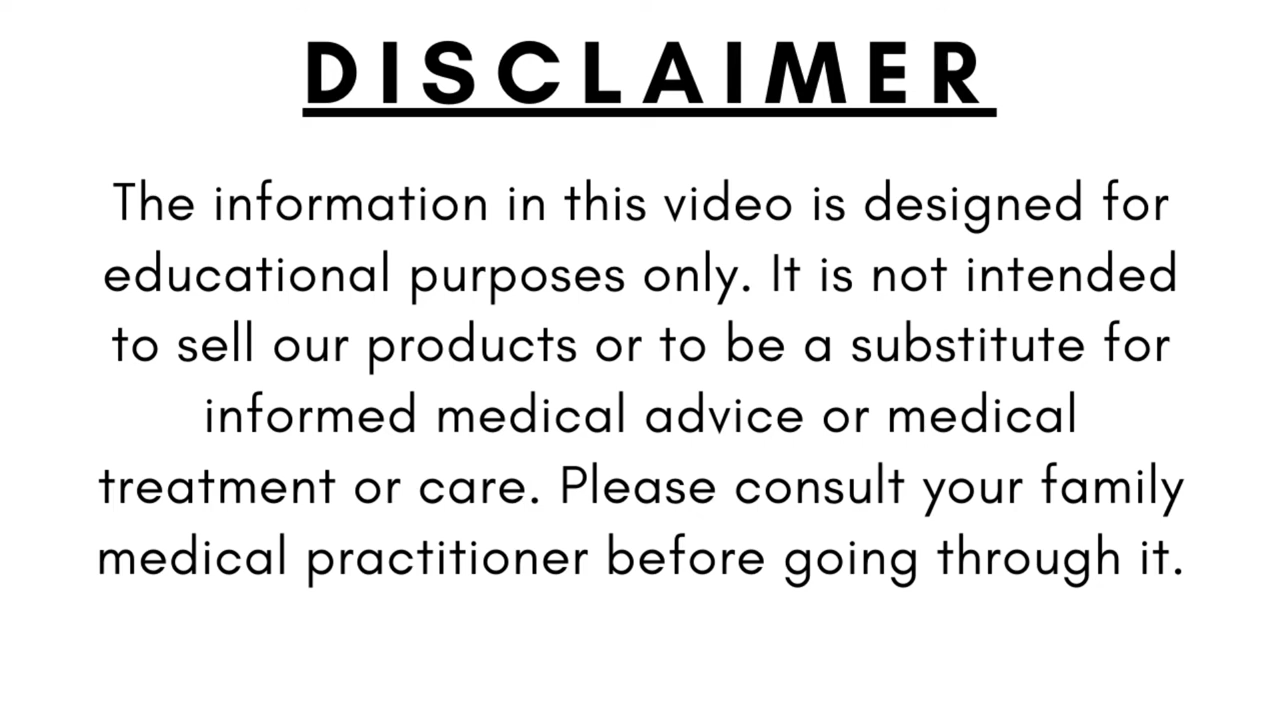 DISCLAIMER
The information in this video is designed for
educational purposes only. It is not intended
to sell our products or to be a substitute for
informed medical advice or medical
treatment or care. Please consult your family
medical practitioner before going through it.